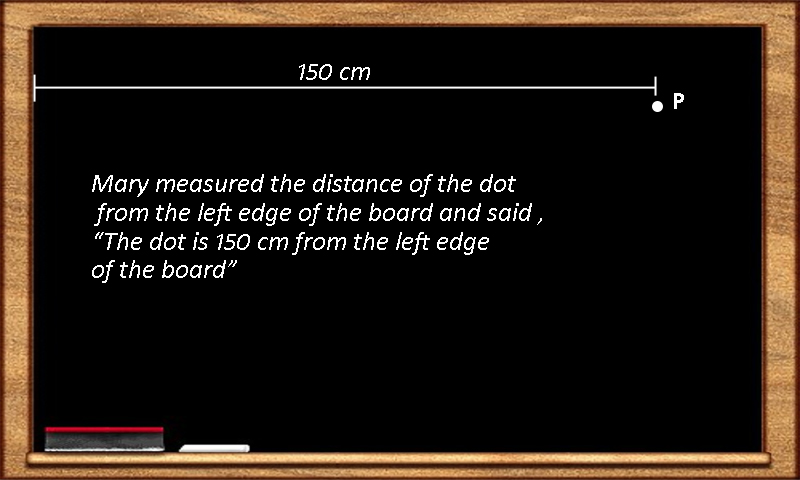 150 cm
P
Mary measured the distance of the dot
from the left edge of the board and said ,
“The dot is 150 cm from the left edge
of the board”